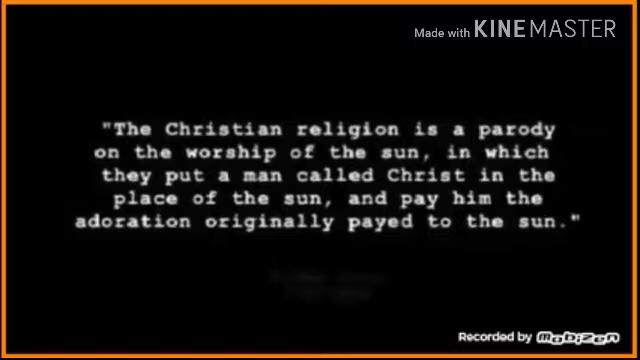 Made with KINEMASTER
"The Christian religion is a parody
on the worship of the sun, in which
they put a man called Christ in the
place of the sun, and pay him the
adoration originally payed to the sun."
Recorded by Mobizen